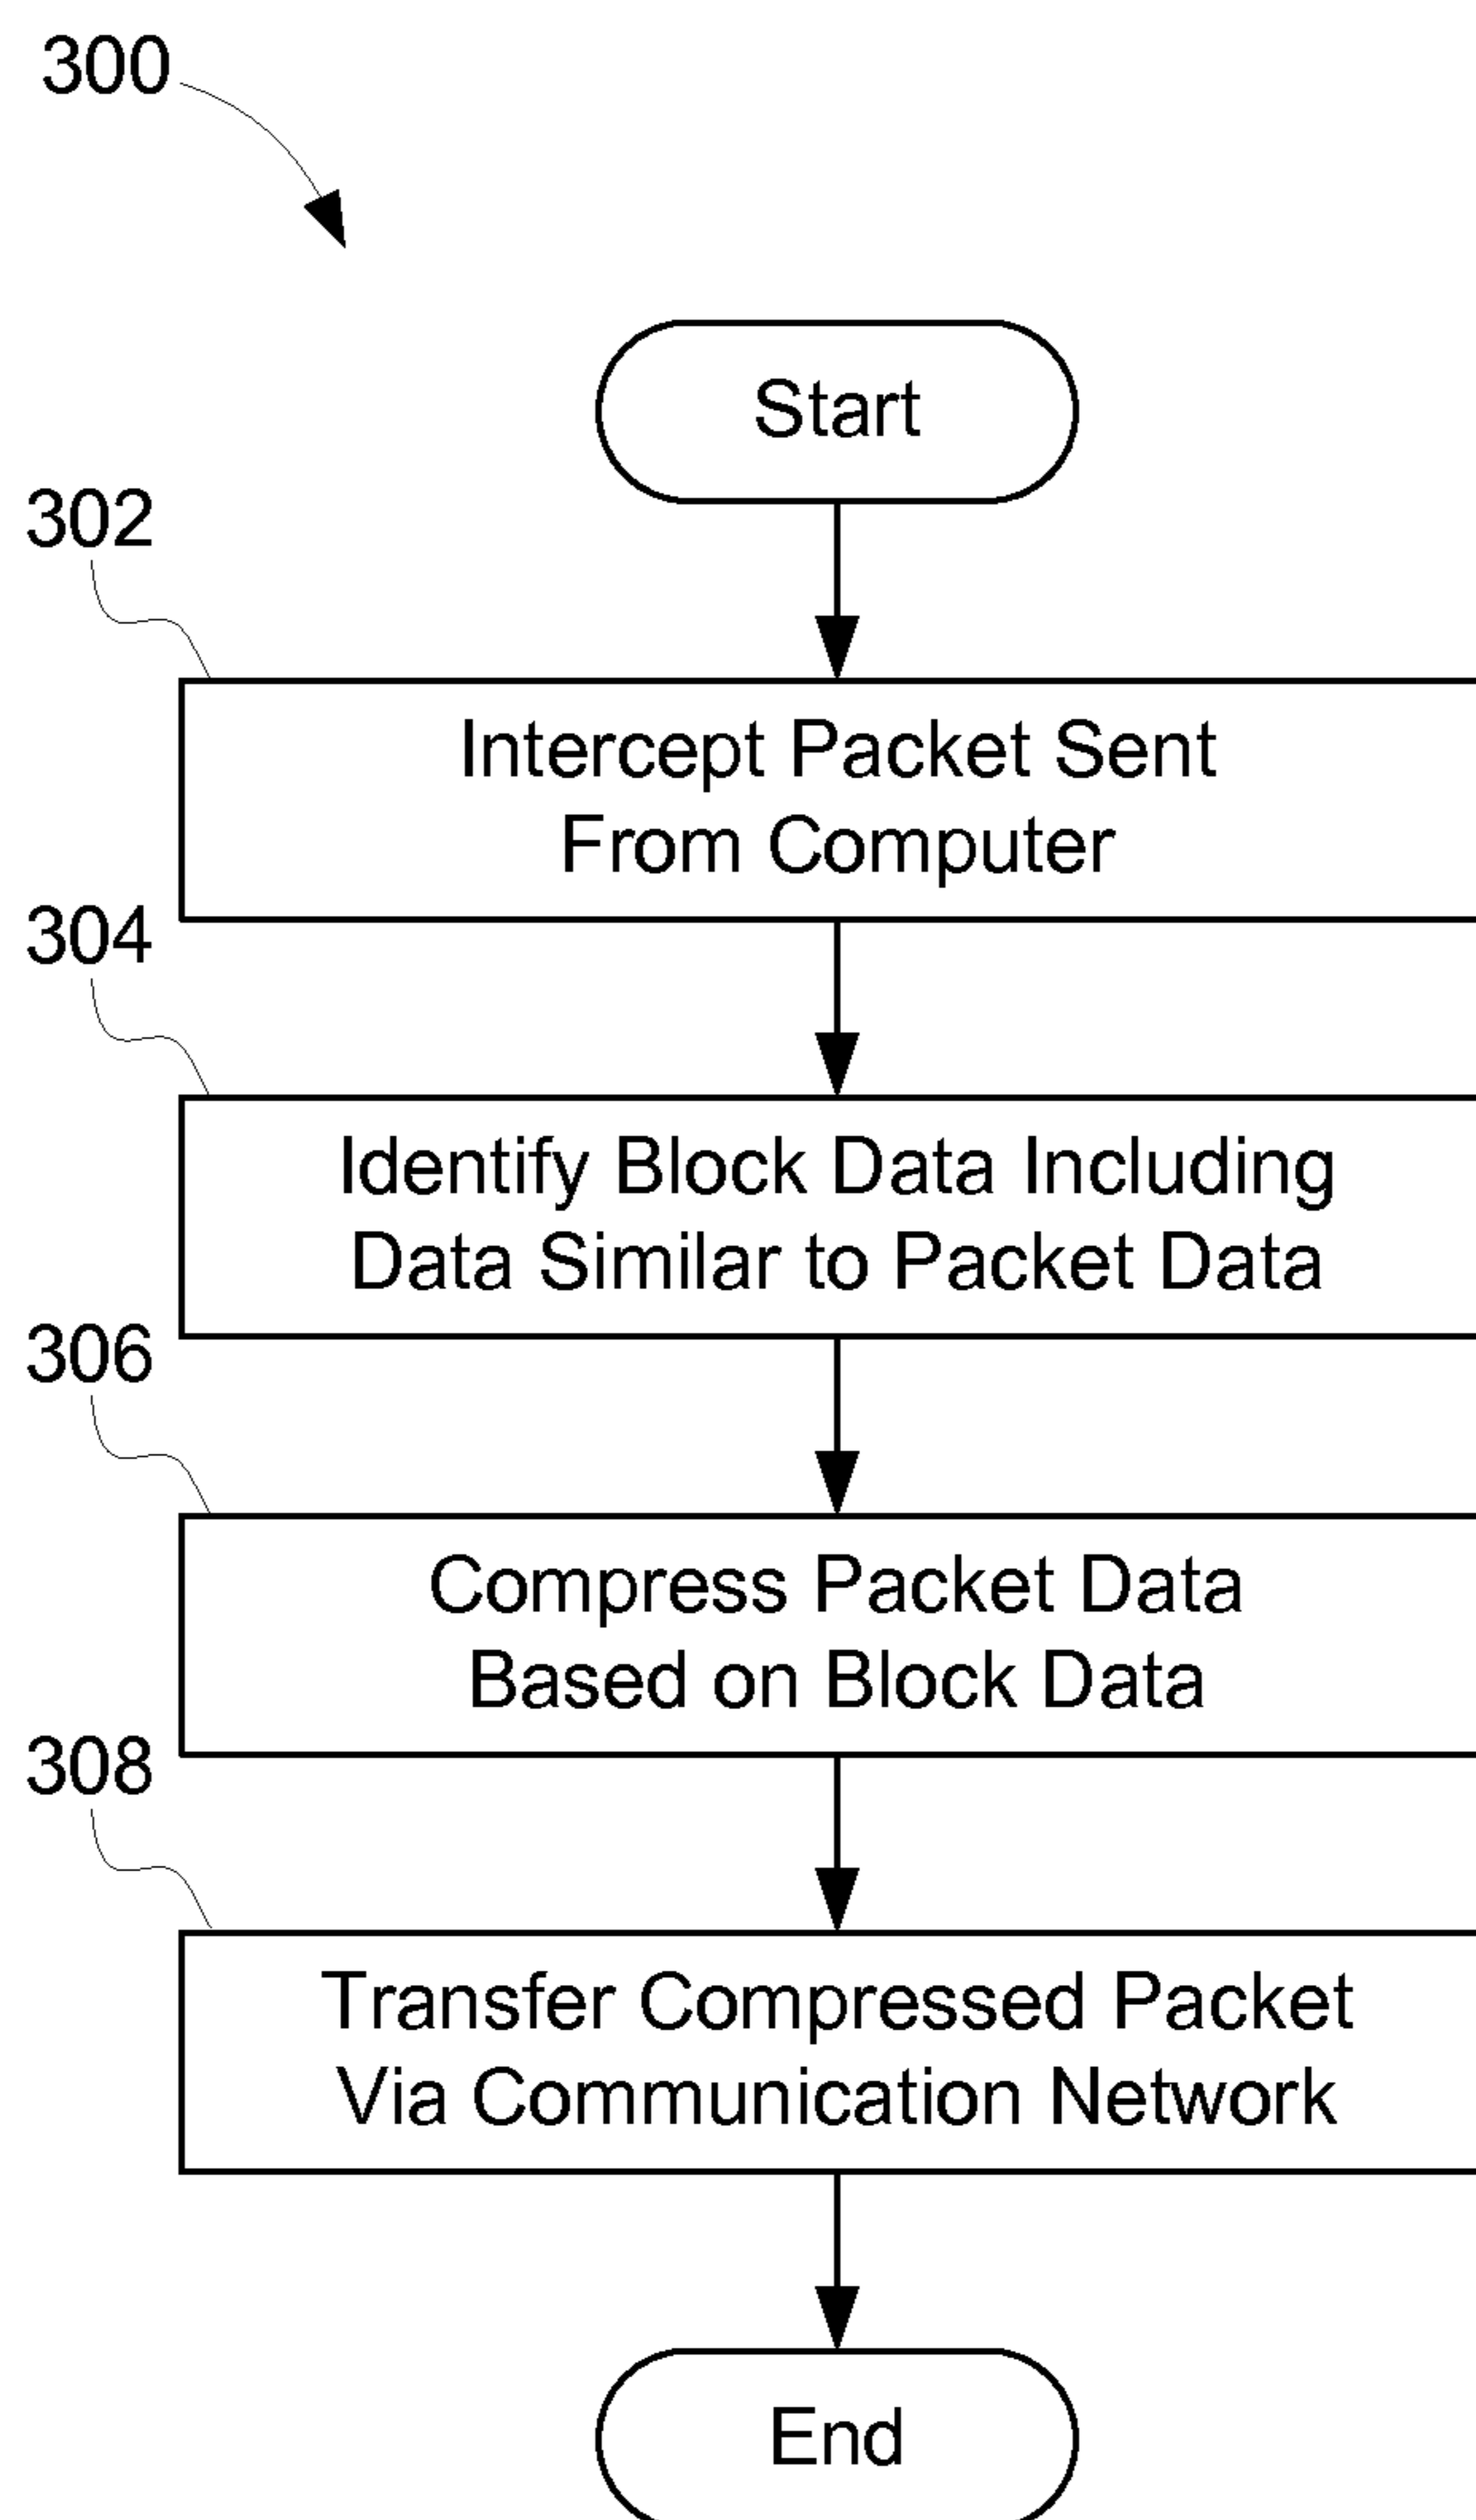 300
Start
302
Intercept Packet Sent
From Computer
304
Identify Block Data Including
Data Similar to Packet Data
306
Compress Packet Data
Based on Block Data
308
Transfer Compressed Packet
Via Communication Network
End